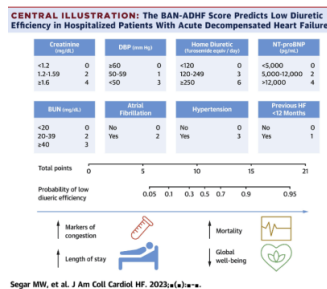 CENTRAL ILLUSTRATION: The BAN-ADHF Score Predicts Low Diuretic
Efficiency in Hospitalized Patients With Acute Decompensated Heart Failure
Creatinine
(mg/dL)
<1.2 0
1.2-1.59 2
≥1.6 4
DBP (mm Hg)
≥60 0
50-59 1
<50 3
Home Diuretic
(Furosemide equiv / day)
<120 0
120-249 3
≥250 6
NT-proBNP
(pg/mL)
<5,000 0
5,000-12,000 2
>12,000 4
BUN (mg/dL)
<20 0
20-39 2
≥40 3
Atrial
Fibrillation
No 0
Yes 2
Hypertension
No 0
Yes 3
Previous HF
<12 Months
No 0
Yes 1
Total points 0 5 10 15 21
Probability of low
diueric efficiency 0.05 0.1 0.3 0.5 0.7 0.9 0.95
Markers of
congestion
Mortality
Length of stay
Global
well-being
Segar MW, et al. J Am Coll Cardiol HF. 2023;■(■):■-■.